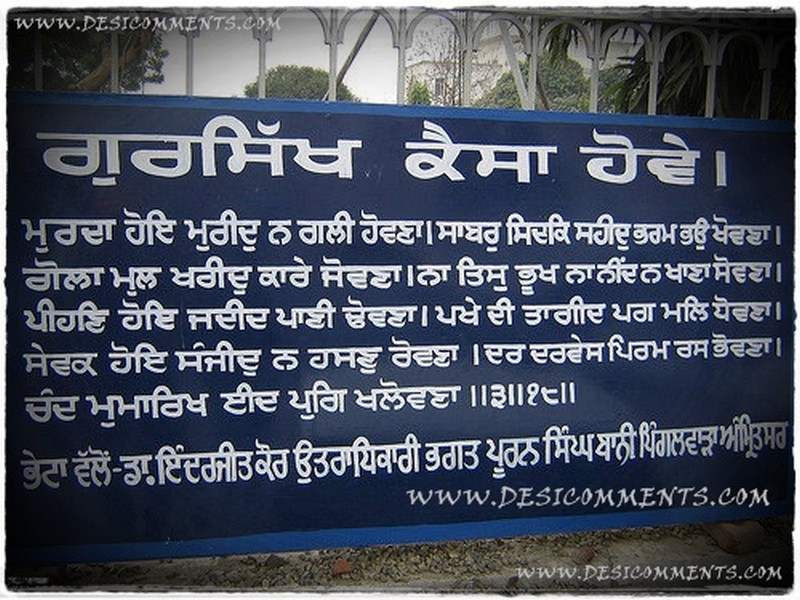 WWW.DESICOMMENTS.COM
ਗੁਰਸਿੱਖ ਕੈਸਾ ਹੋਵੇ।
ਮੁਰਦਾ ਹੋਇ ਮੁਰੀਦੁ ਨ ਗਲੀ ਹੋਵਣਾ। ਸਾਬਰੁ ਸਿਦਕਿ ਸਹੀਦੁ ਭਰਮ ਭਉ ਖੋਵਣਾ।
ਗੋਲਾ ਮੁਲ ਖਰੀਦੁ ਕਾਰੇ ਜੋਵਣਾ। ਨਾ ਤਿਸੁ ਭੂਖ ਨਾ ਨੀਂਦ ਨ ਖਾਣਾ ਸੋਵਣਾ।
ਪੀਹਣਿ ਹੋਇ ਜਦੀਦ ਪਾਣੀ ਢੋਵਣਾ। ਪਖੇ ਦੀ ਤਾਗੀਦ ਪਗ ਮਲਿ ਧੋਵਣਾ।
ਸੇਵਕ ਹੋਇ ਸੰਜੀਦੁ ਨ ਹਸਣੁ ਰੋਵਣਾ । ਦਰ ਦਰਵੇਸ ਪਿਰਮ ਰਸ ਭੋਵਣਾ।
ਚੰਦ ਮੁਮਾਰਿਖ ਈਦ ਪੁਗਿ ਖਲੋਵਣਾ ॥੩॥੧੮॥
ਭੇਟਾ ਵੱਲੋਂ-ਡਾ. ਇੰਦਰਜੀਤ ਕੌਰ ਉਤਰਾਧਿਕਾਰੀ ਭਗਤ ਪੂਰਨ ਸਿੰਘ ਬਾਨੀ ਪਿੰਗਲਵਾੜਾ ਅੰਮ੍ਰਿਤਸਰ
WWW.DESICOMMENTS.COM
WWW.DESICOMMENTS.COM